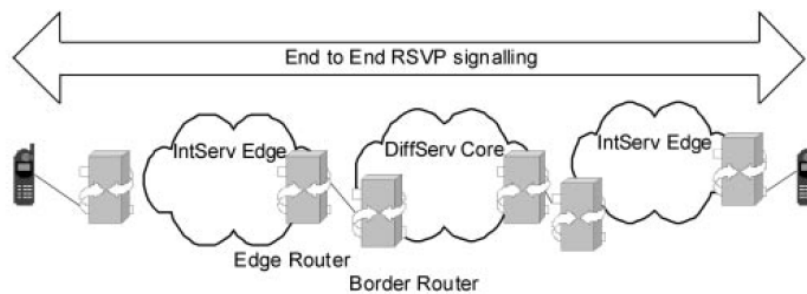 End to End RSVP signalling
IntServ Edge
DiffServ Core
IntServ Edge
Edge Router
Border Router